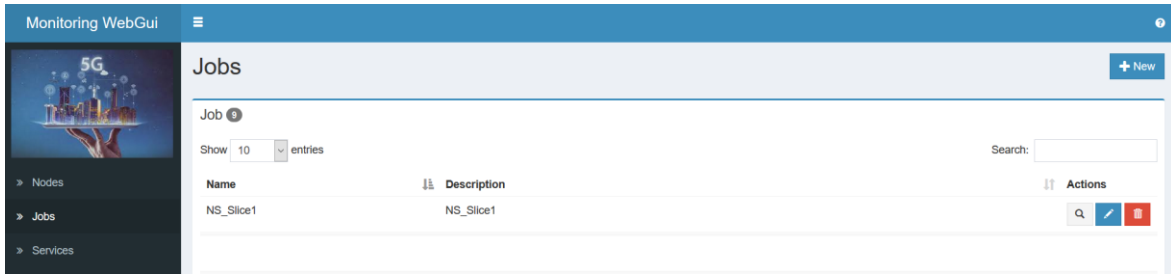 Monitoring WebGui
5G
Jobs
+ New
Job 9
Show 10 entries
Search:
Name Description Actions
NS_Slice1 NS_Slice1
» Nodes
» Jobs
» Services